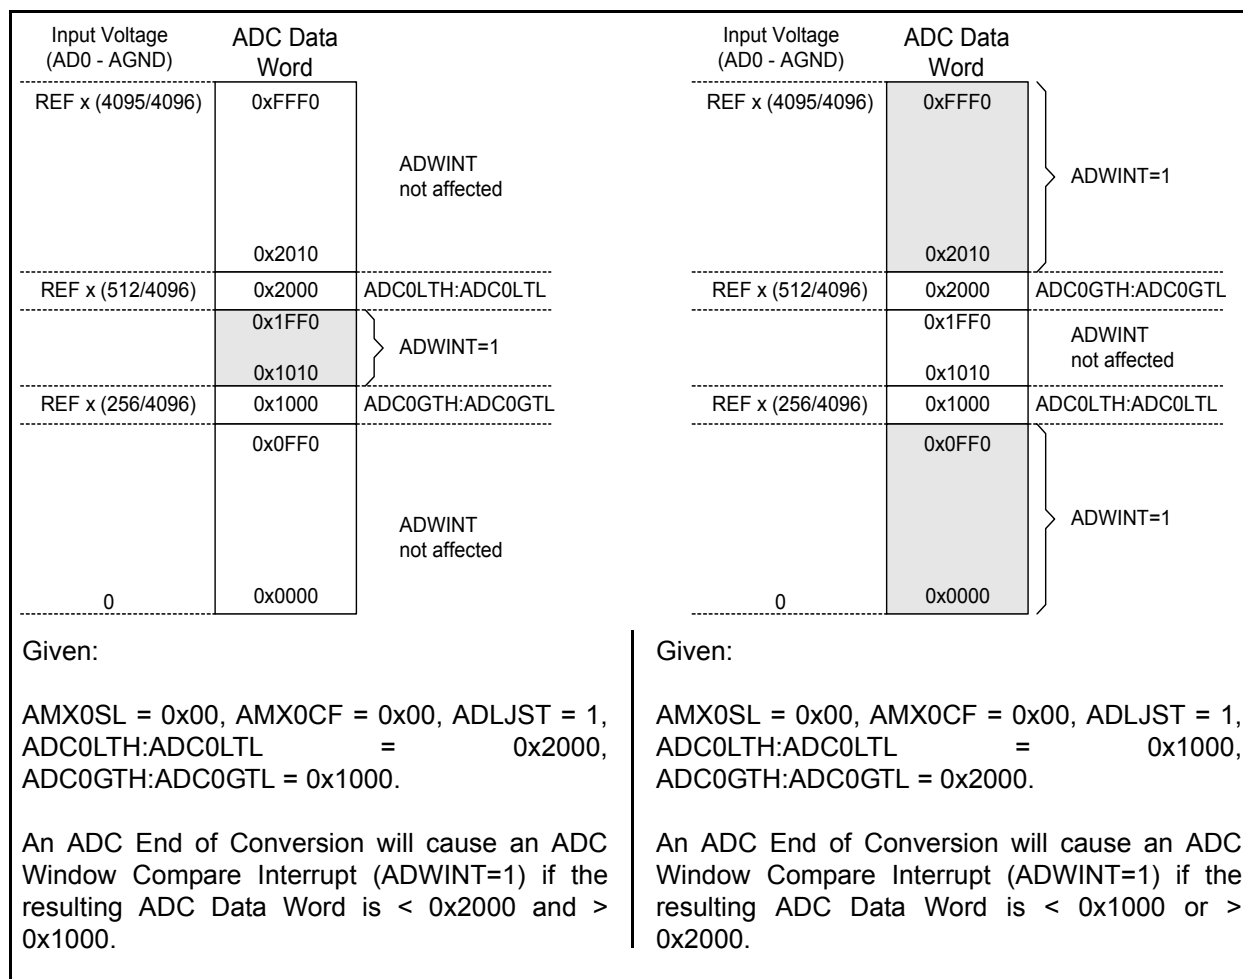 Input Voltage
(AD0 - AGND)
ADC Data
Word
REF x (4095/4096)
0xFFF0
ADWINT
not affected
0x2010
REF x (512/4096)
0x2000
ADC0LTH:ADC0LTL
0x1FF0
ADWINT=1
0x1010
REF x (256/4096)
0x1000
ADC0GTH:ADC0GTL
0x0FF0
ADWINT
not affected
0
0x0000
Given:
AMX0SL = 0x00, AMX0CF = 0x00, ADLJST = 1,
ADC0LTH:ADC0LTL = 0x2000,
ADC0GTH:ADC0GTL = 0x1000.
An ADC End of Conversion will cause an ADC
Window Compare Interrupt (ADWINT=1) if the
resulting ADC Data Word is < 0x2000 and >
0x1000.
Input Voltage
(AD0 - AGND)
ADC Data
Word
REF x (4095/4096)
0xFFF0
ADWINT=1
0x2010
REF x (512/4096)
0x2000
ADC0GTH:ADC0GTL
0x1FF0
ADWINT
not affected
0x1010
REF x (256/4096)
0x1000
ADC0LTH:ADC0LTL
0x0FF0
ADWINT=1
0
0x0000
Given:
AMX0SL = 0x00, AMX0CF = 0x00, ADLJST = 1,
ADC0LTH:ADC0LTL = 0x1000,
ADC0GTH:ADC0GTL = 0x2000.
An ADC End of Conversion will cause an ADC
Window Compare Interrupt (ADWINT=1) if the
resulting ADC Data Word is < 0x1000 or >
0x2000.